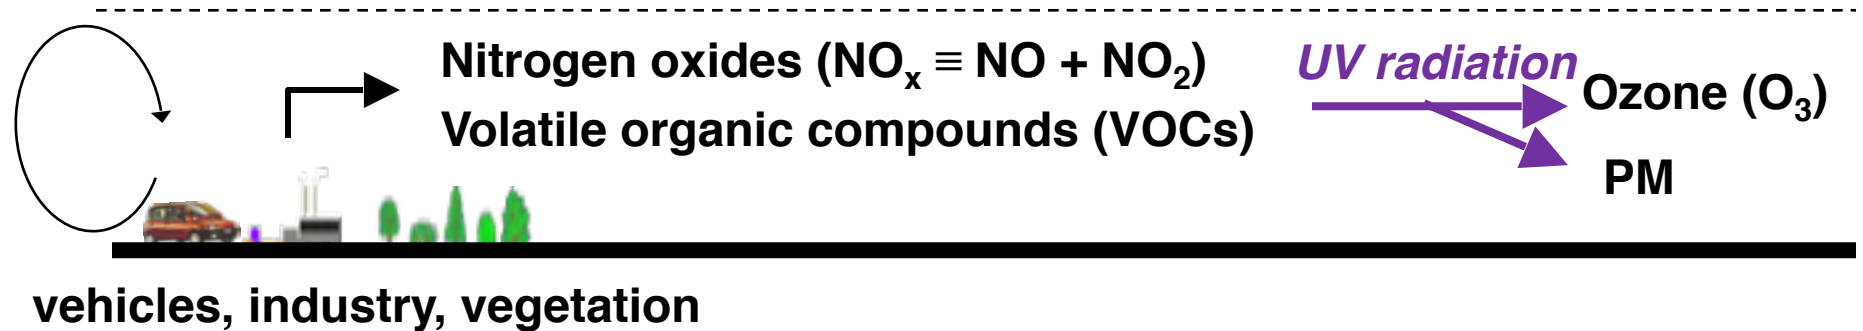 Nitrogen oxides (NOₓ ≡ NO + NO₂)
Volatile organic compounds (VOCs)
UV radiation
Ozone (O₃)
PM
vehicles, industry, vegetation